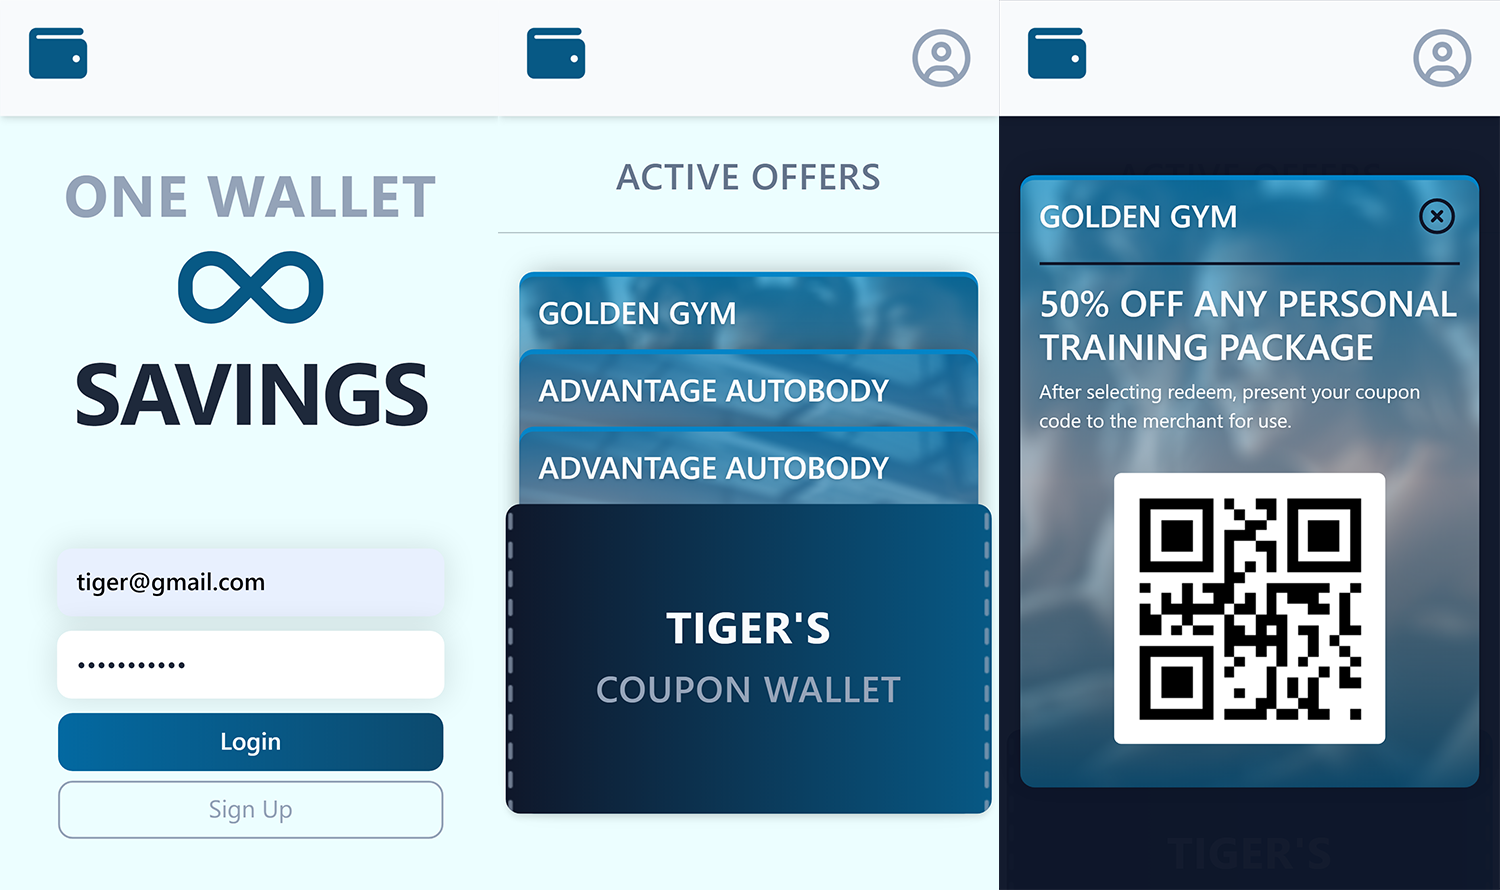 ONE WALLET
SAVINGS
tiger@gmail.com
•••••••••••
Login
Sign Up
ACTIVE OFFERS
GOLDEN GYM
ADVANTAGE AUTOBODY
ADVANTAGE AUTOBODY
TIGER'S
COUPON WALLET
ACTIVE OFFERS
GOLDEN GYM
50% OFF ANY PERSONAL
TRAINING PACKAGE
After selecting redeem, present your coupon
code to the merchant for use.
TIGER'S